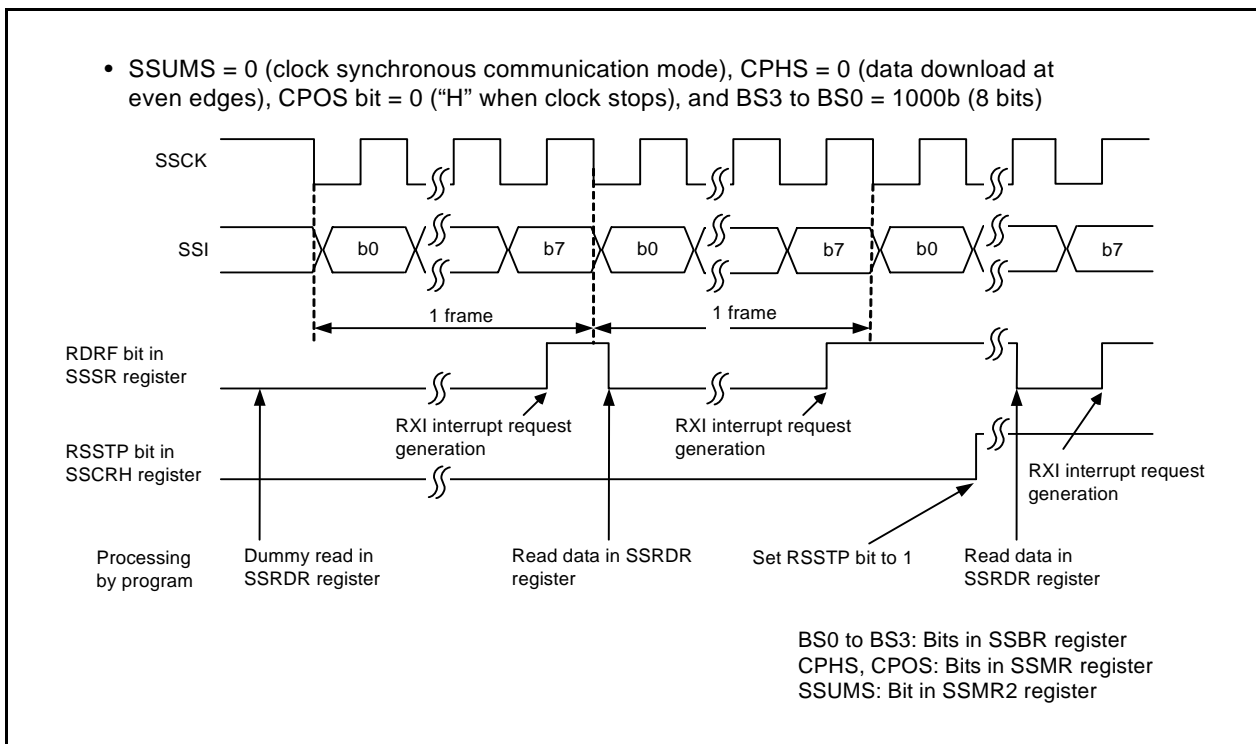 • SSUMS = 0 (clock synchronous communication mode), CPHS = 0 (data download at
even edges), CPOS bit = 0 (“H” when clock stops), and BS3 to BS0 = 1000b (8 bits)
SSCK
SSI
b0
b7
b0
b7
b0
b7
1 frame
1 frame
RDRF bit in
SSSR register
RXI interrupt request
generation
RXI interrupt request
generation
RSSTP bit in
SSCRH register
RXI interrupt request
generation
Processing
by program
Dummy read in
SSRDR register
Read data in SSRDR
register
Set RSSTP bit to 1
Read data in
SSRDR register
BS0 to BS3: Bits in SSBR register
CPHS, CPOS: Bits in SSMR register
SSUMS: Bit in SSMR2 register